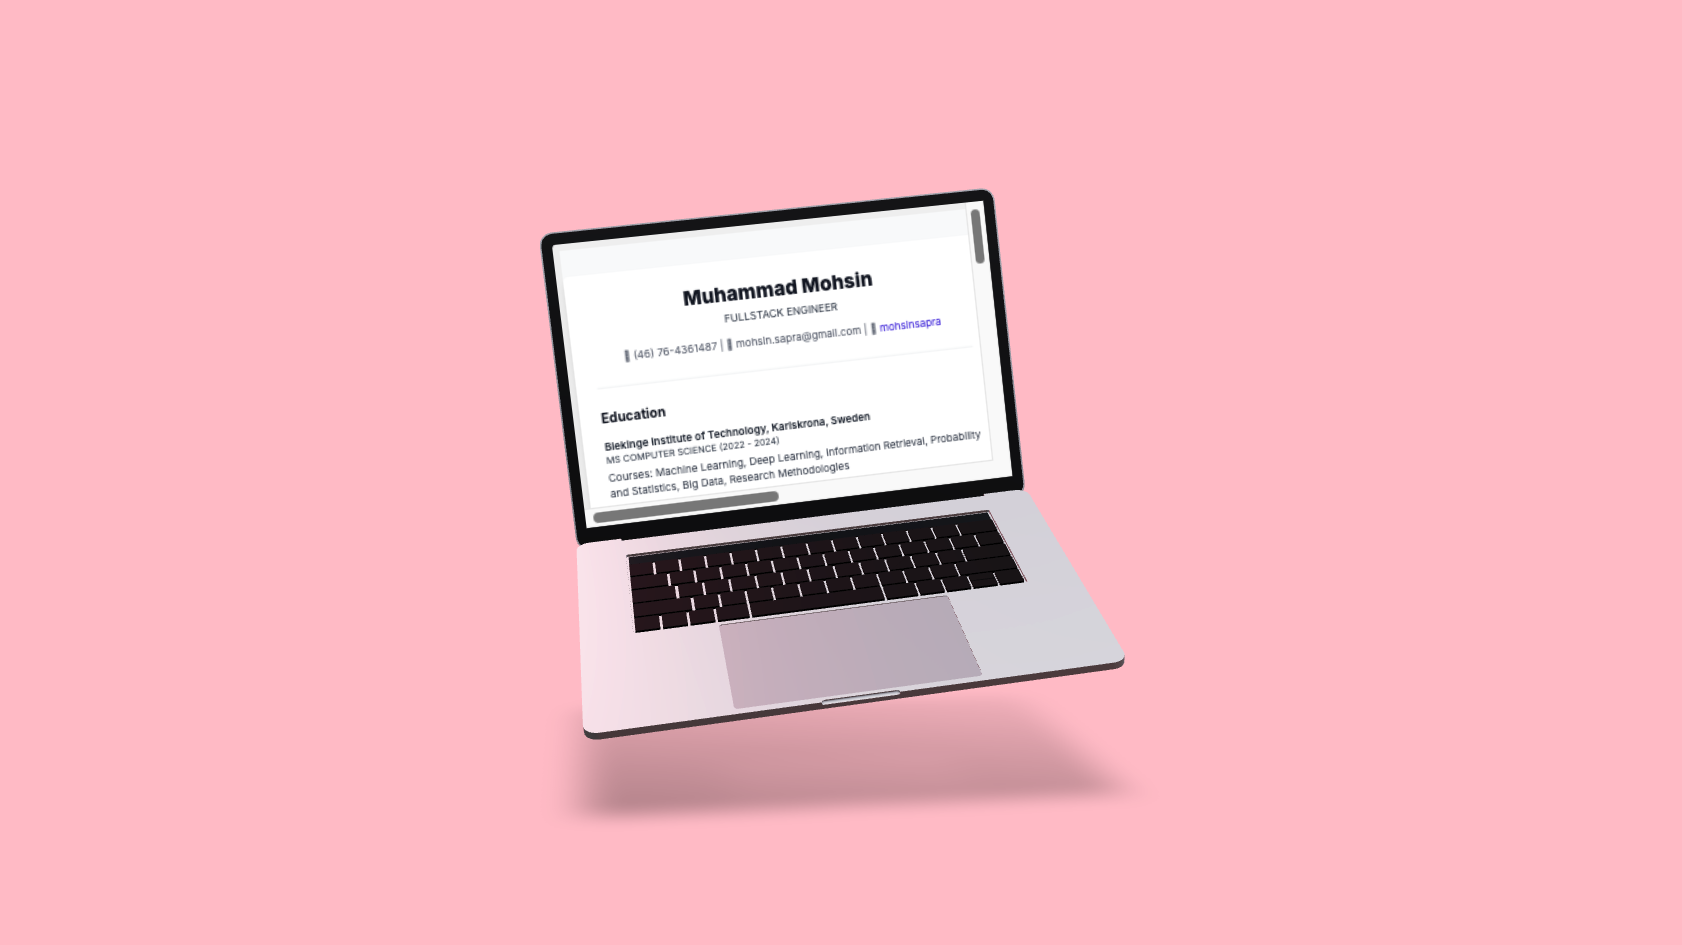 Muhammad Mohsin
FULLSTACK ENGINEER
(46) 76-4361487 | mohsin.sapra@gmail.com | mohsinsapra
Education
Blekinge Institute of Technology, Karlskrona, Sweden
MS COMPUTER SCIENCE (2022 - 2024)
Courses: Machine Learning, Deep Learning, Information Retrieval, Probability
and Statistics, Big Data, Research Methodologies